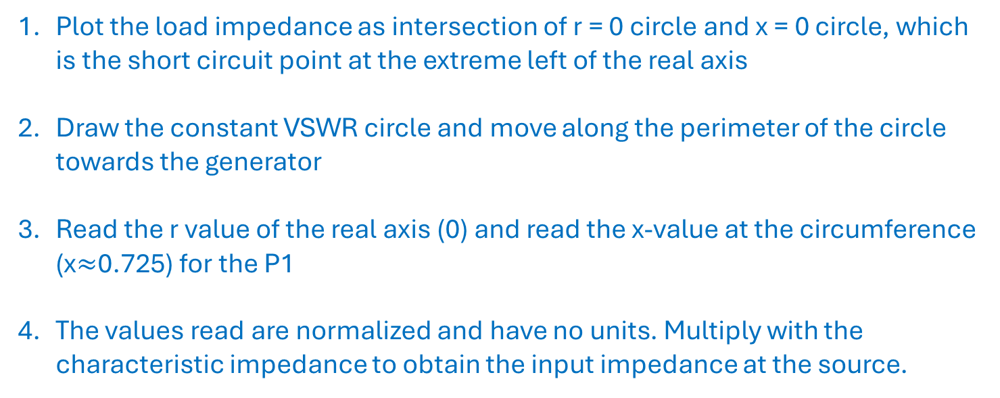 1. Plot the load impedance as intersection of r = 0 circle and x = 0 circle, which
is the short circuit point at the extreme left of the real axis
2. Draw the constant VSWR circle and move along the perimeter of the circle
towards the generator
3. Read the r value of the real axis (0) and read the x-value at the circumference
(x≈0.725) for the P1
4. The values read are normalized and have no units. Multiply with the
characteristic impedance to obtain the input impedance at the source.